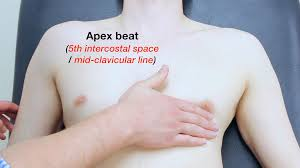 Apex beat
(5th intercostal space
/ mid-clavicular line)